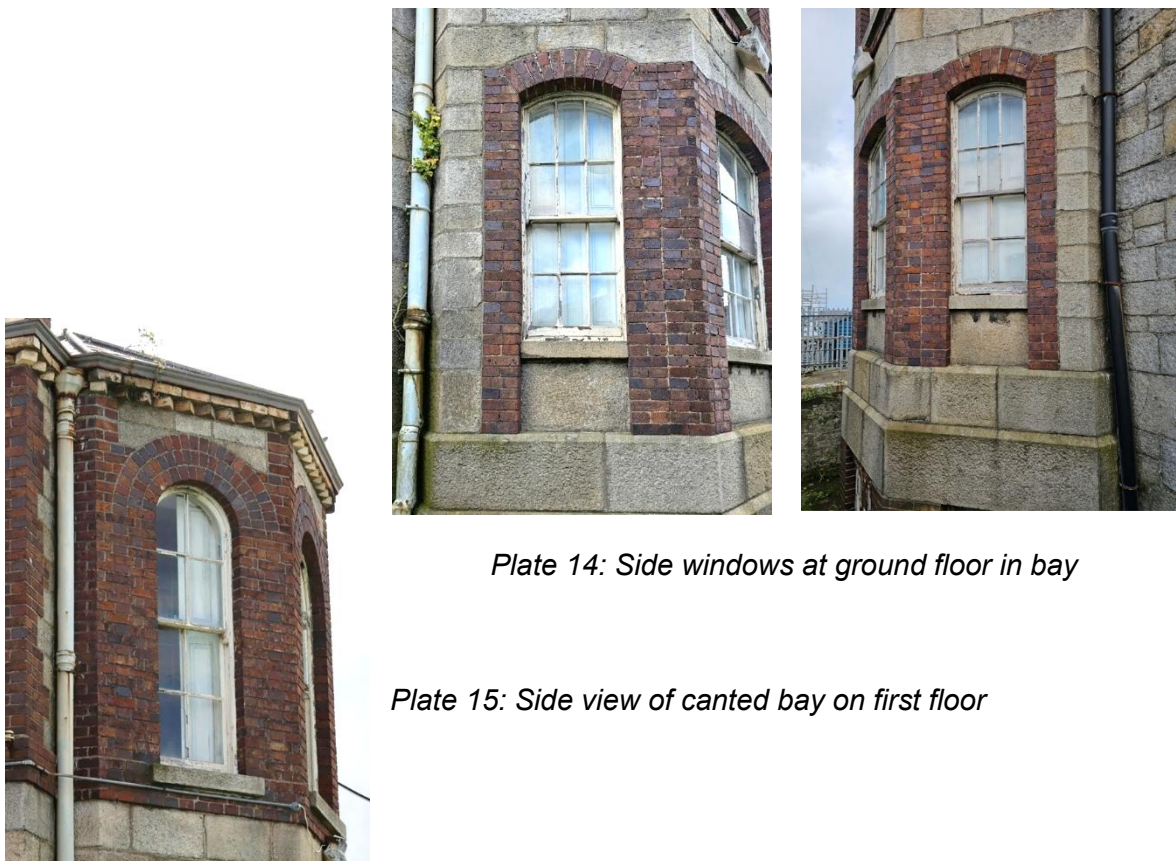 Plate 14: Side windows at ground floor in bay
Plate 15: Side view of canted bay on first floor